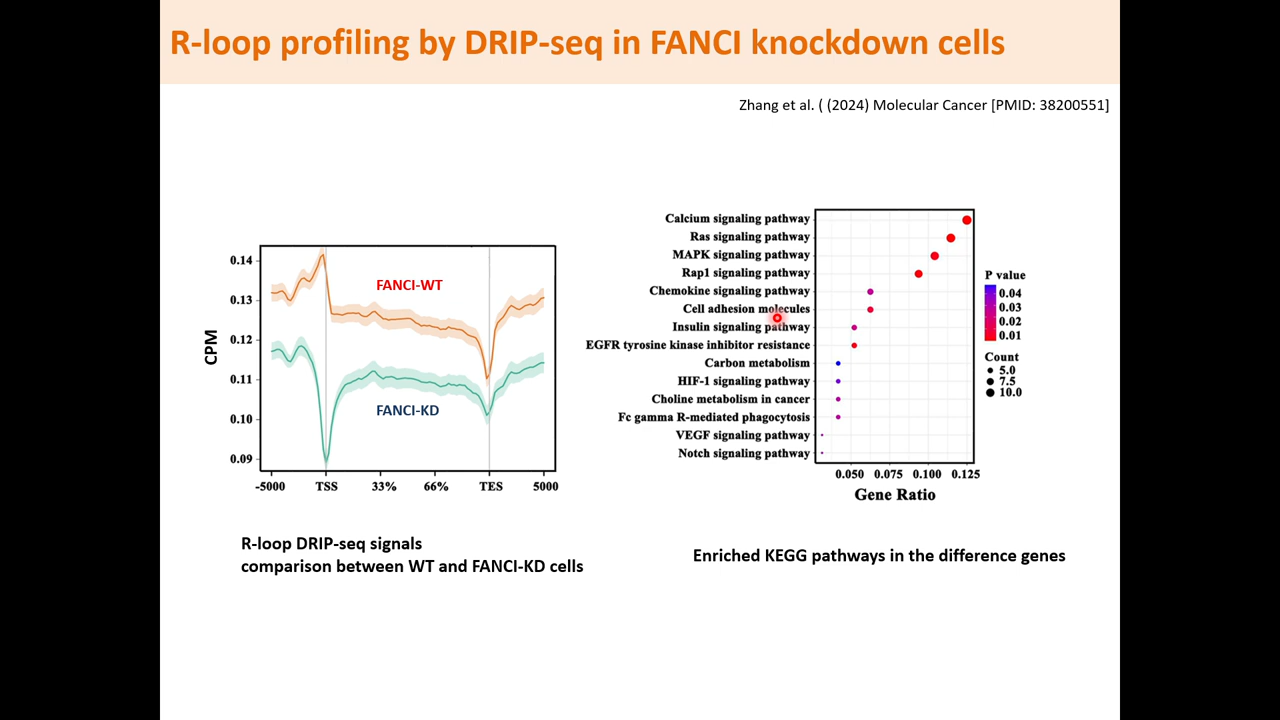 R-loop profiling by DRIP-seq in FANCI knockdown cells
Zhang et al. ( (2024) Molecular Cancer [PMID: 38200551]
CPM
0.14
0.13
0.12
0.11
0.10
0.09
FANCI-WT
FANCI-KD
-5000 TSS 33% 66% TES 5000
R-loop DRIP-seq signals
comparison between WT and FANCI-KD cells
Calcium signaling pathway
Ras signaling pathway
MAPK signaling pathway
Rap1 signaling pathway
Chemokine signaling pathway
Cell adhesion molecules
Insulin signaling pathway
EGFR tyrosine kinase inhibitor resistance
Carbon metabolism
HIF-1 signaling pathway
Choline metabolism in cancer
Fc gamma R-mediated phagocytosis
VEGF signaling pathway
Notch signaling pathway
0.050 0.075 0.100 0.125
Gene Ratio
P value
0.04
0.03
0.02
0.01
Count
5.0
7.5
10.0
Enriched KEGG pathways in the difference genes